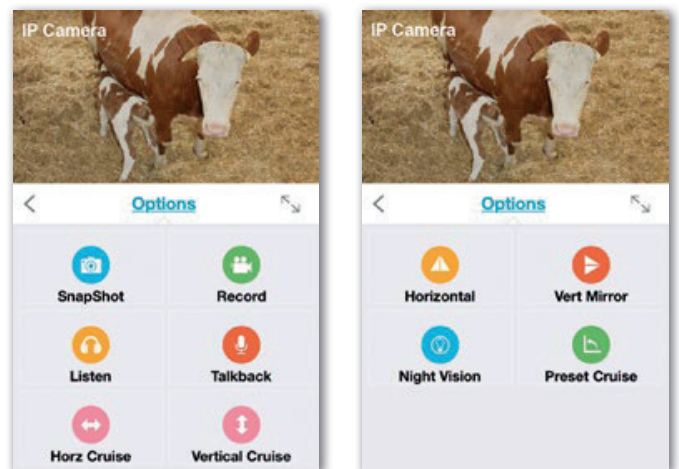 IP Camera
Options
SnapShot Record
Listen Talkback
Horz Cruise Vertical Cruise
IP Camera
Options
Horizontal Vert Mirror
Night Vision Preset Cruise